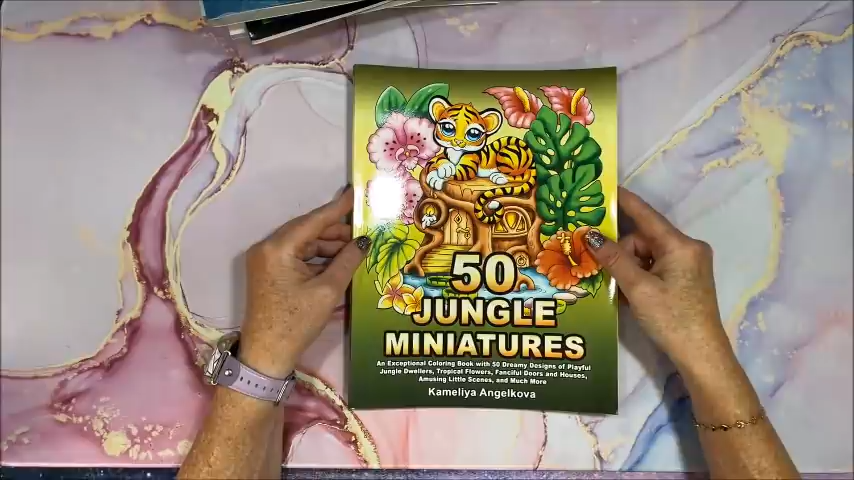 50
JUNGLE
MINIATURES
An Exceptional Coloring Book with 50 Dreamy Designs of Playful
Jungle Dwellers, Tropical Flowers, Fanciful Doors and Houses,
Amusing Little Scenes, and Much More
Kameliya Angelkova